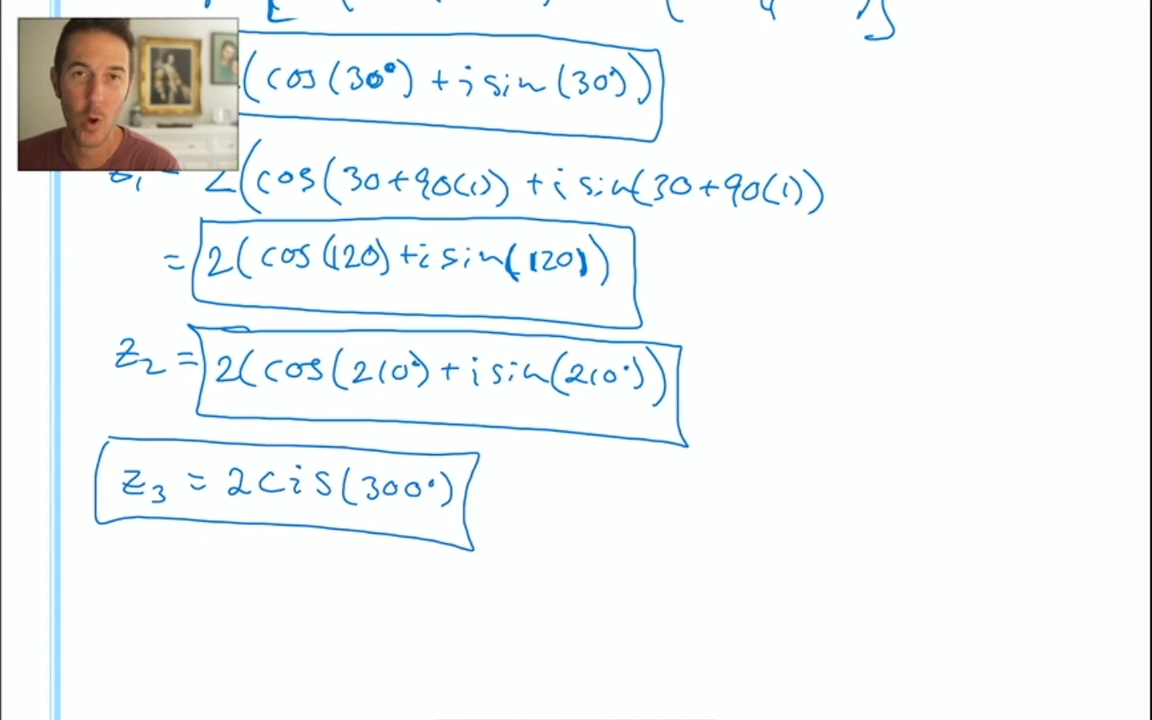 (cos(30°) + i sin(30°))
2(cos(30+90(1)) + i sin(30+90(1))
= 2(cos(120) + i sin(120))
z₂ = 2(cos(210°) + i sin(210°))
z₃ = 2cis(300°)